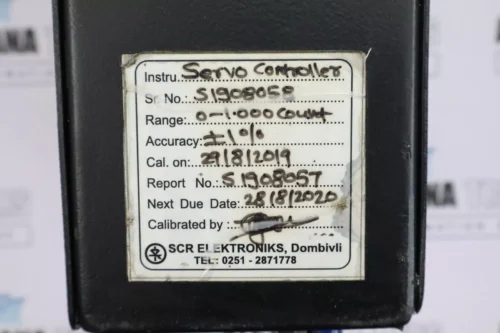 Instru. Servo Controller
Sr No. S1908058
Range: 0-1.000 Count
Accuracy: ±1%
Cal. on: 29/8/2019
Report No. S1908057
Next Due Date: 28/8/2020
Calibrated by :
SCR ELEKTRONIKS, Dombivli
TEL: 0251 - 2871778